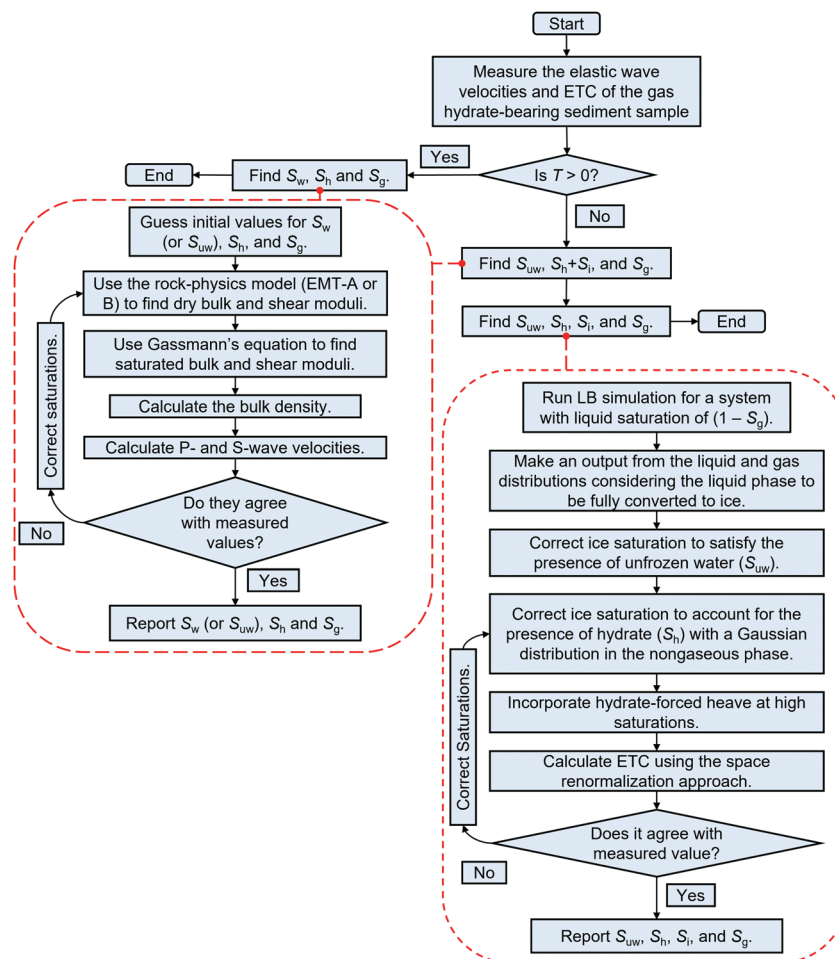 Start
Measure the elastic wave
velocities and ETC of the gas
hydrate-bearing sediment sample
Is T > 0?
Yes
Find Sw, Sh and Sg.
End
No
Find Suw, Sh+Si, and Sg.
Find Suw, Sh, Si, and Sg.
End
Guess initial values for Sw
(or Suw), Sh, and Sg.
Use the rock-physics model (EMT-A or
B) to find dry bulk and shear moduli.
Use Gassmann's equation to find
saturated bulk and shear moduli.
Calculate the bulk density.
Calculate P- and S-wave velocities.
Do they agree
with measured
values?
No
Correct saturations.
Yes
Report Sw (or Suw), Sh and Sg.
Run LB simulation for a system
with liquid saturation of (1 – Sg).
Make an output from the liquid and gas
distributions considering the liquid phase to
be fully converted to ice.
Correct ice saturation to satisfy the
presence of unfrozen water (Suw).
Correct ice saturation to account for the
presence of hydrate (Sh) with a Gaussian
distribution in the nongaseous phase.
Incorporate hydrate-forced heave at high
saturations.
Calculate ETC using the space
renormalization approach.
Does it agree with
measured value?
No
Correct Saturations.
Yes
Report Suw, Sh, Si, and Sg.